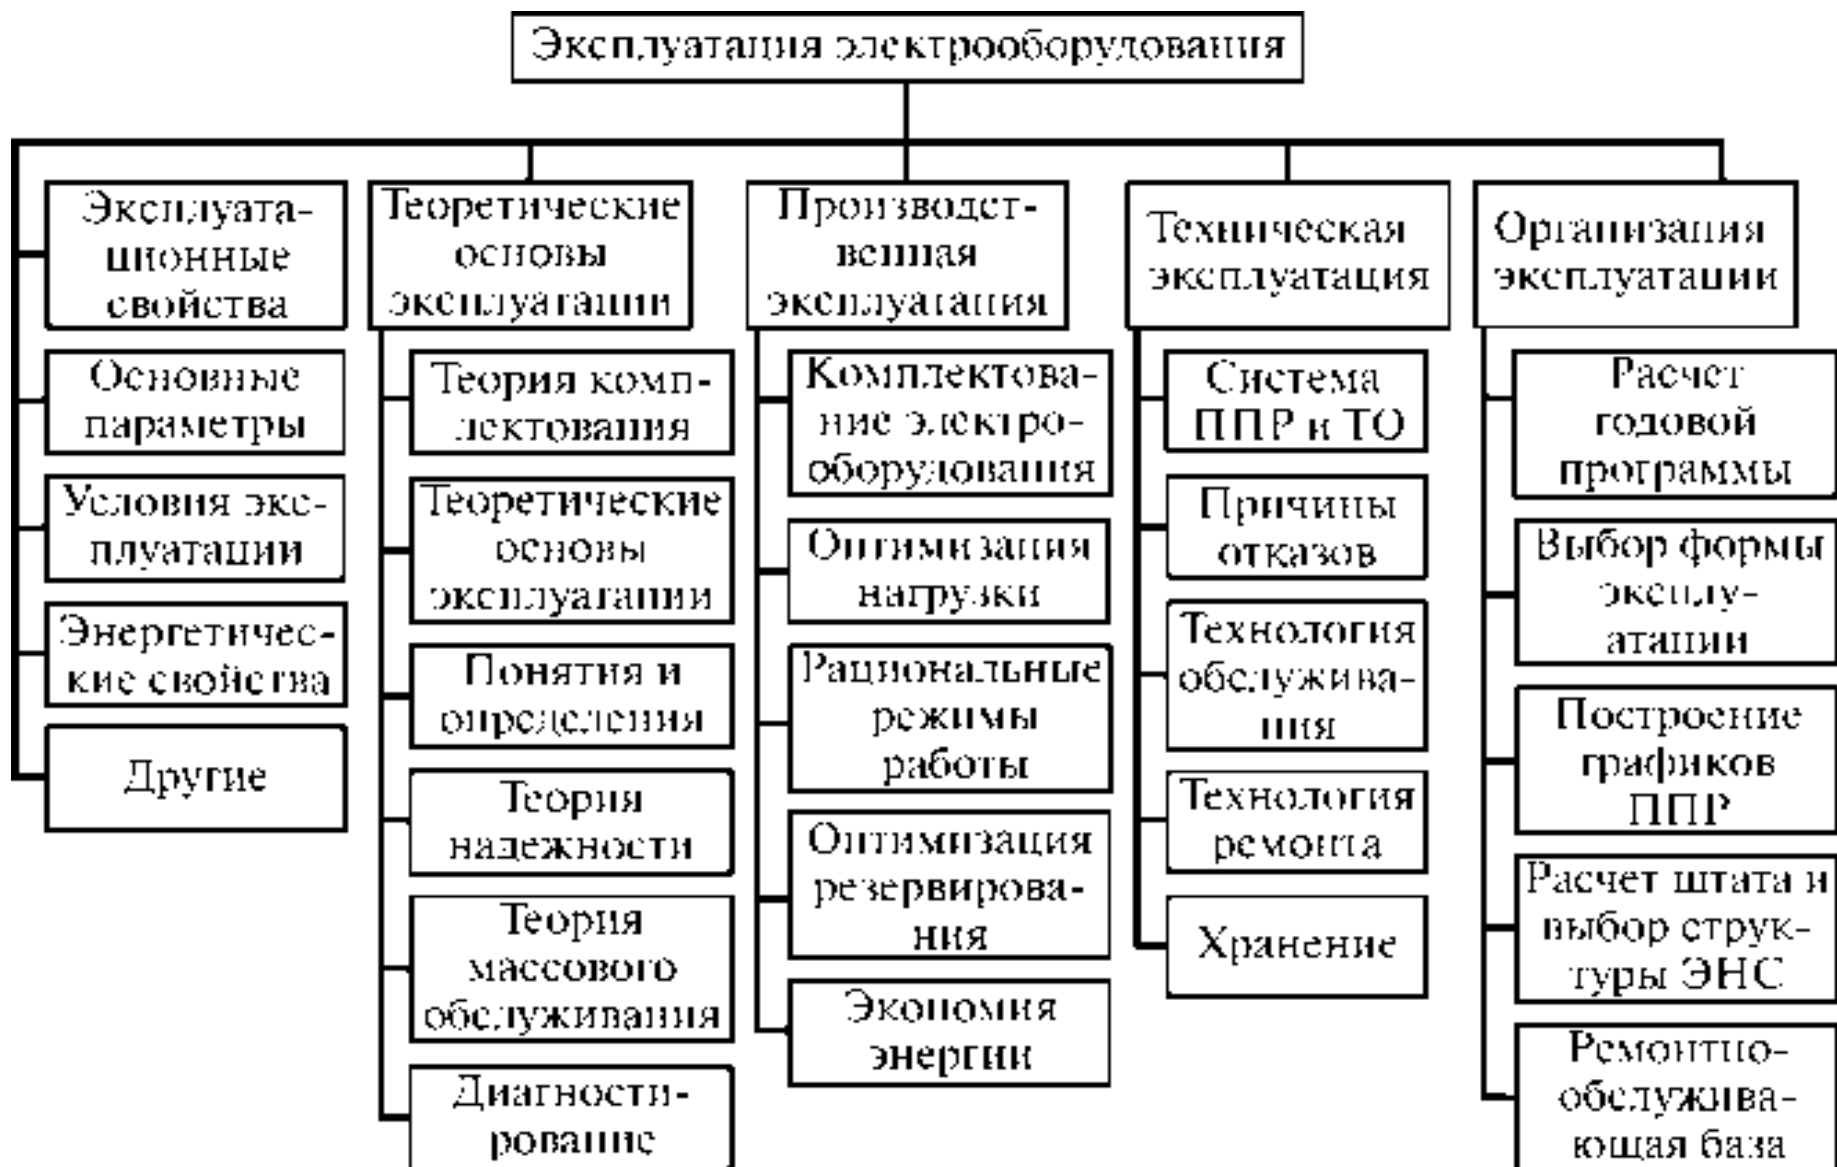 Эксплуатация электрооборудования
Эксплуата-
ционные
свойства
Основные
параметры
Условия экс-
плуатации
Энергетичес-
кие свойства
Другие
Теоретические
основы
эксплуатации
Теория комп-
лектования
Теоретические
основы
эксплуатации
Понятия и
определения
Теория
надежности
Теория
массового
обслуживания
Диагности-
рование
Производст-
венная
эксплуатация
Комплектова-
ние электро-
оборудования
Оптимизация
нагрузки
Рациональные
режимы
работы
Оптимизация
резервирова-
ния
Экономия
энергии
Техническая
эксплуатация
Система
ППР и ТО
Причины
отказов
Технология
обслужива-
ния
Технология
ремонта
Хранение
Организация
эксплуатации
Расчет
годовой
программы
Выбор формы
эксплу-
атации
Построение
графиков
ППР
Расчет штата и
выбор струк-
туры ЭНС
Ремонтно-
обслужива-
ющая база